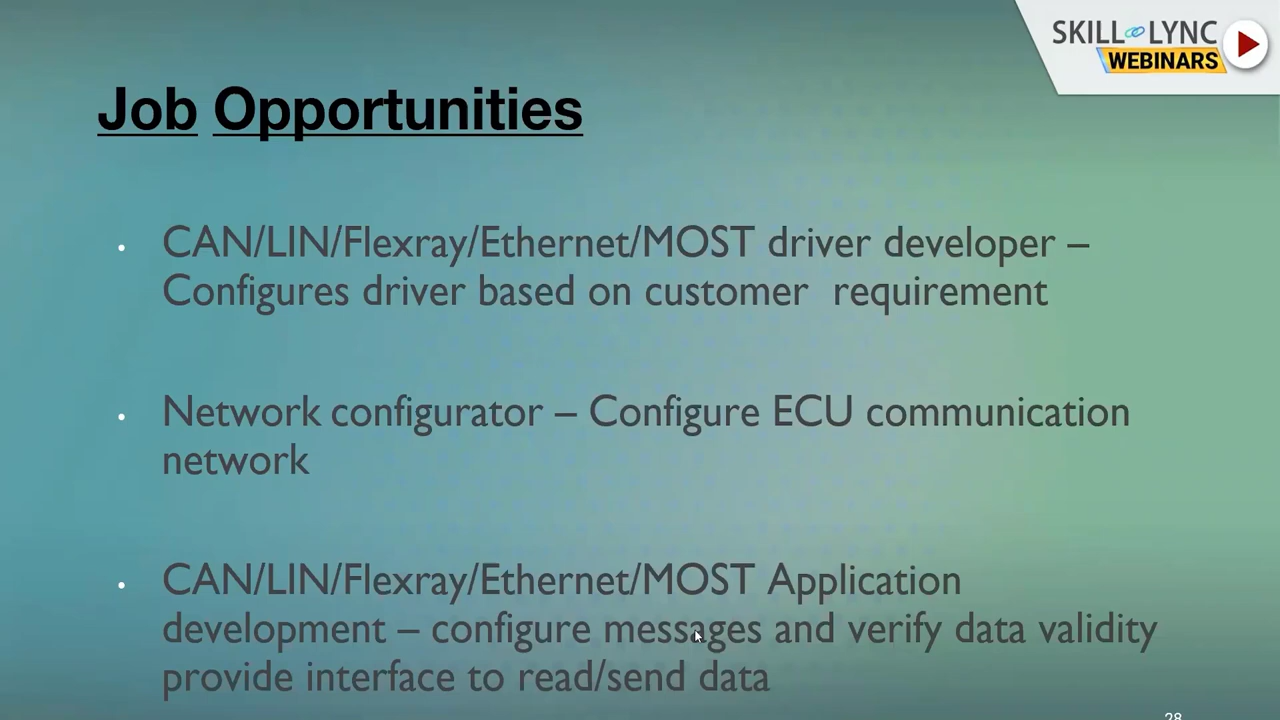 SKILL LYNC
WEBINARS
Job Opportunities
• CAN/LIN/Flexray/Ethernet/MOST driver developer –
Configures driver based on customer requirement
• Network configurator – Configure ECU communication
network
• CAN/LIN/Flexray/Ethernet/MOST Application
development – configure messages and verify data validity
provide interface to read/send data
28